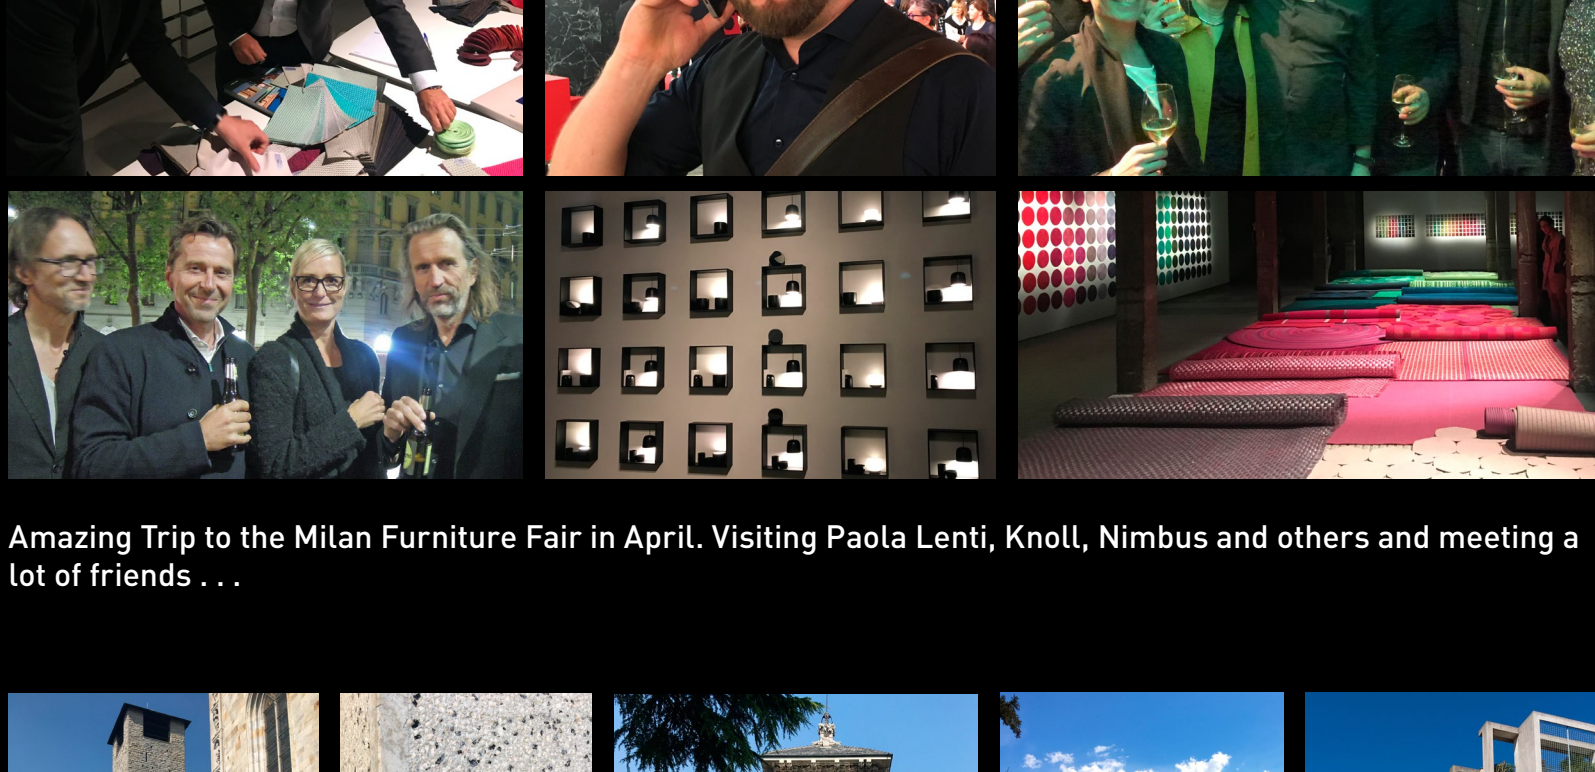 Amazing Trip to the Milan Furniture Fair in April. Visiting Paola Lenti, Knoll, Nimbus and others and meeting a
lot of friends . . .